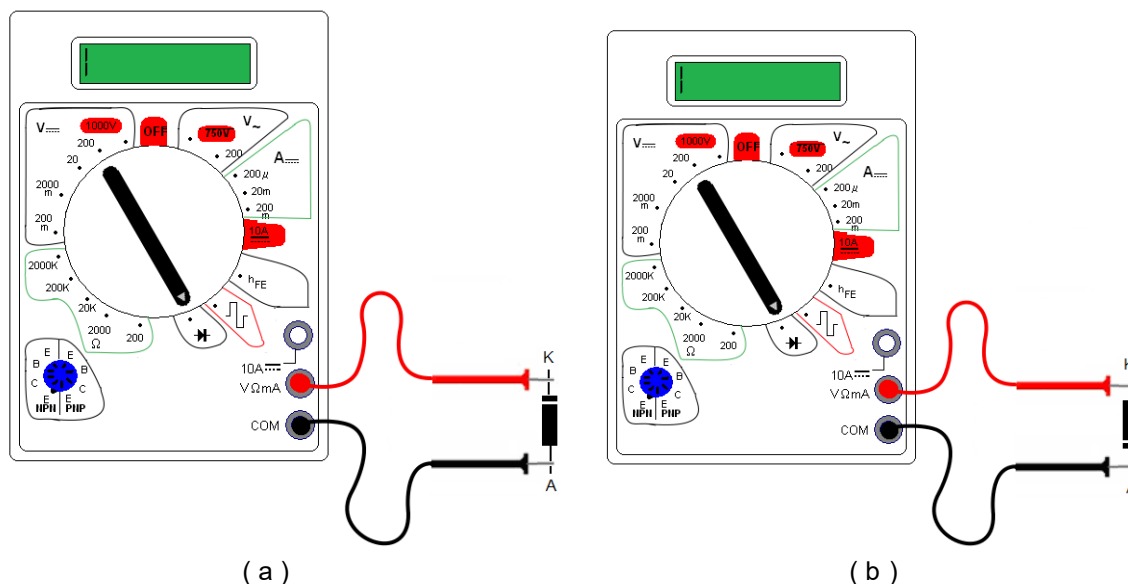 1000V
OFF
750V
V~
V
200
20
2000
m
200
m
200
A
200µ
20m
200
m
10A
hFE
2000K
200K
20K
2000
Ω
200
10A
VΩmA
COM
E E
B B
C C
E E
NPN PNP
K
A
( a )
1000V
OFF
750V
V~
V
200
20
2000
m
200
m
200
A
200µ
20m
200
m
10A
hFE
2000K
200K
20K
2000
Ω
200
10A
VΩmA
COM
E E
B B
C C
E E
NPN PNP
( b )